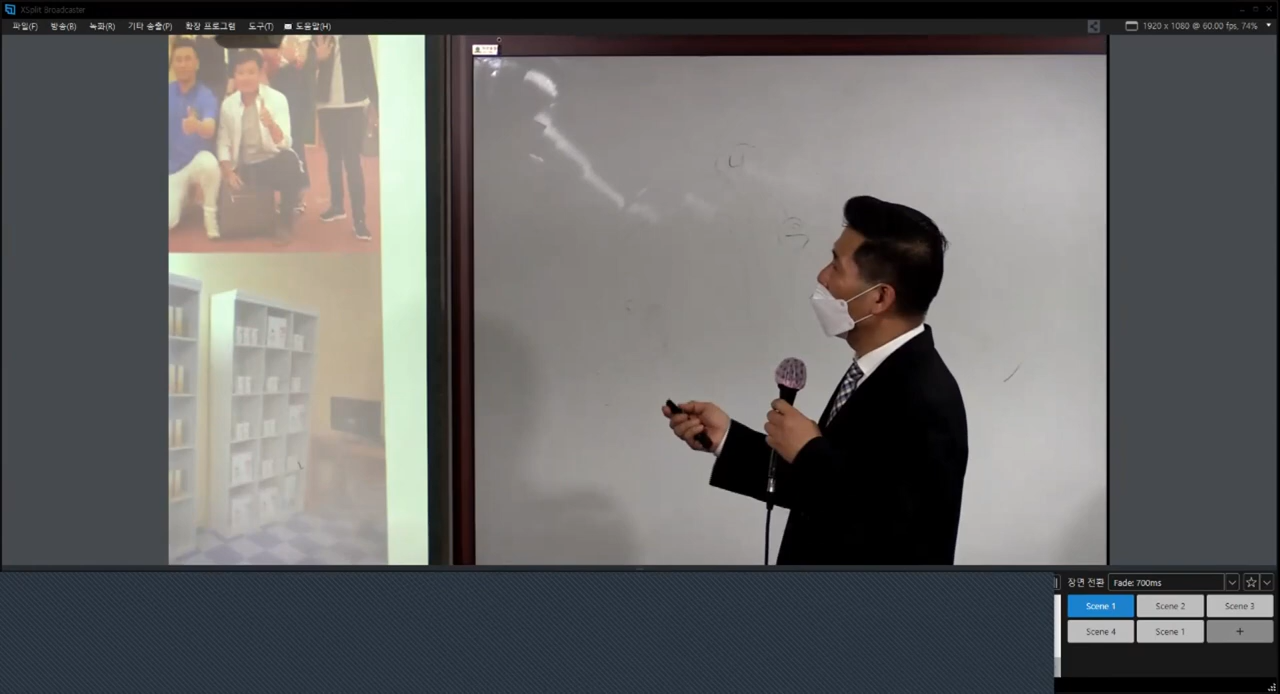 XSplit Broadcaster
파일(F) 방송(B) 녹화(R) 기타 송출(P) 확장 프로그램 도구(T) 도움말(H)
1920 x 1080 @ 60.00 fps, 74%
4
장면 전환 Fade: 700ms
Scene 1 Scene 2 Scene 3
Scene 4 Scene 1 +